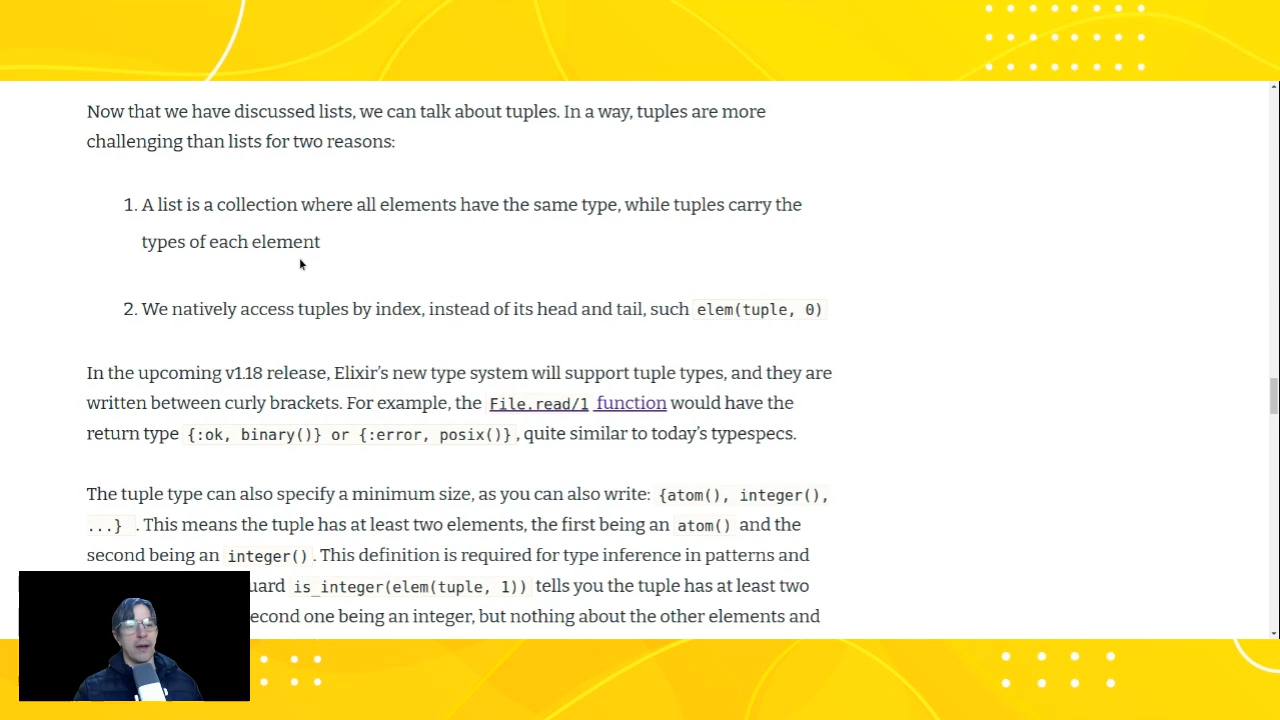 Now that we have discussed lists, we can talk about tuples. In a way, tuples are more
challenging than lists for two reasons:
1. A list is a collection where all elements have the same type, while tuples carry the
types of each element
2. We natively access tuples by index, instead of its head and tail, such elem(tuple, 0)
In the upcoming v1.18 release, Elixir’s new type system will support tuple types, and they are
written between curly brackets. For example, the File.read/1 function would have the
return type {:ok, binary()} or {:error, posix()}, quite similar to today’s typespecs.
The tuple type can also specify a minimum size, as you can also write: {atom(), integer(),
...} . This means the tuple has at least two elements, the first being an atom() and the
second being an integer(). This definition is required for type inference in patterns and
is_integer(elem(tuple, 1)) tells you the tuple has at least two
one being an integer, but nothing about the other elements and